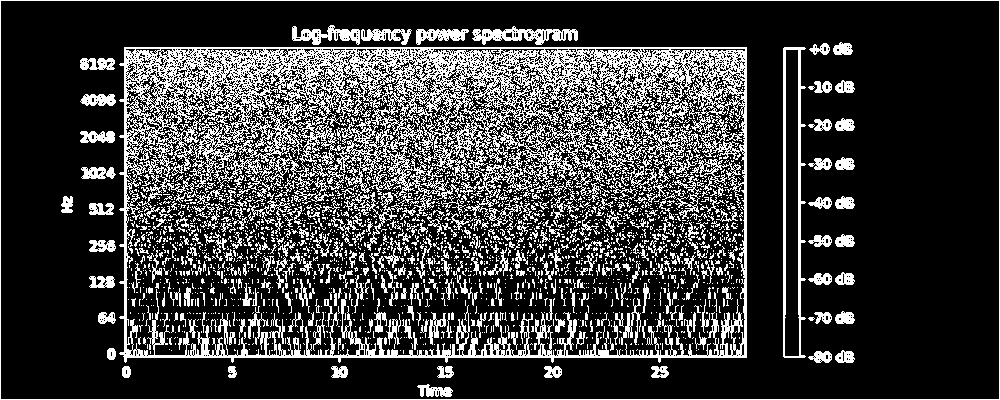 Log-frequency power spectrogram
Hz
8192
4096
2048
1024
512
256
128
64
0
0 5 10 15 20 25
Time
+0 dB
-10 dB
-20 dB
-30 dB
-40 dB
-50 dB
-60 dB
-70 dB
-80 dB